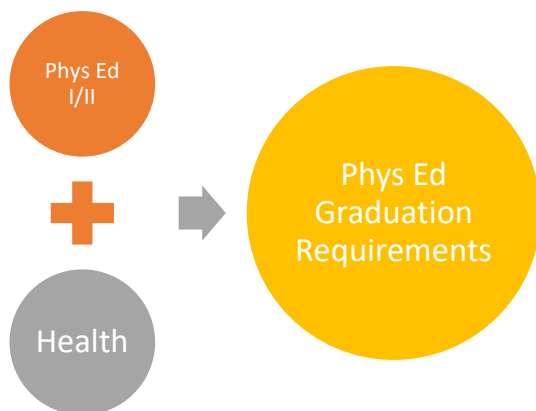 Phys Ed
I/II
Health
Phys Ed
Graduation
Requirements